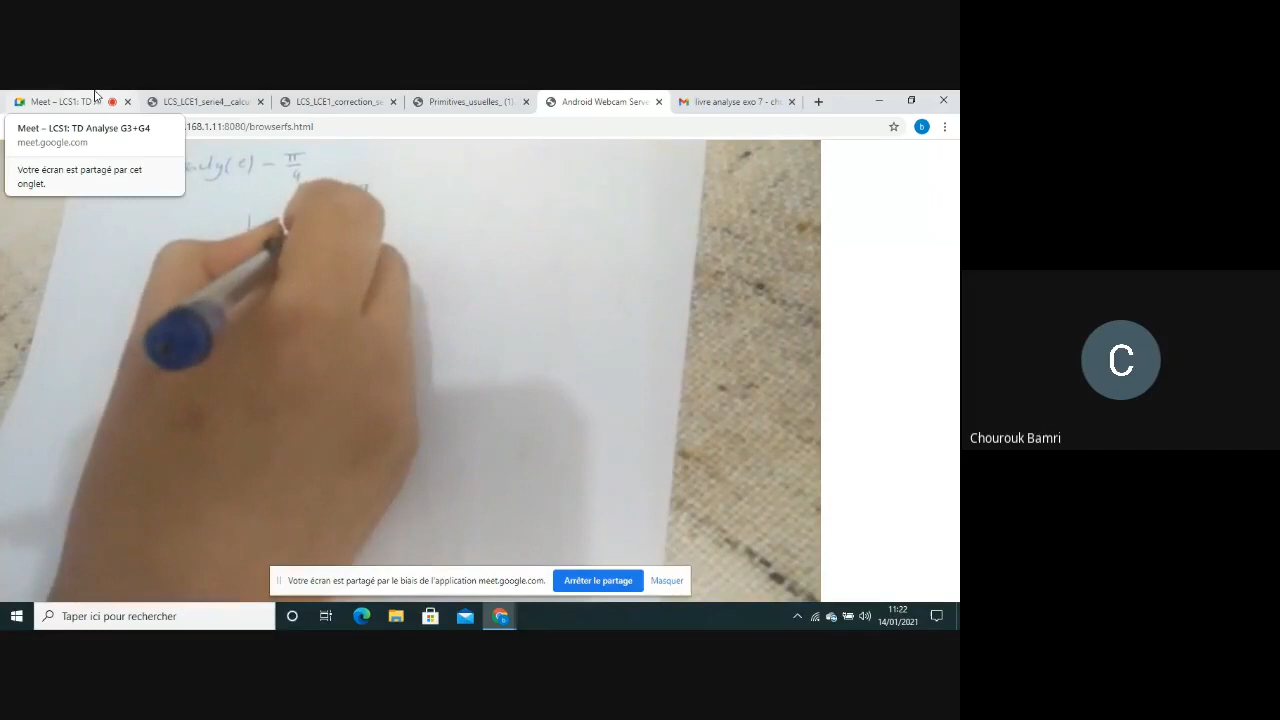 Meet – LCS1: TD A
LCS_LCE1_serie4__calcu
LCS_LCE1_correction_se
Primitives_usuelles_ (1)
Android Webcam Serve
livre analyse exo 7 - ch
Meet – LCS1: TD Analyse G3+G4
meet.google.com
Votre écran est partagé par cet
onglet.
.168.1.11:8080/browserfs.html
b
(e) - π/4
C
Chourouk Bamri
Votre écran est partagé par le biais de l'application meet.google.com.
Arrêter le partage
Masquer
Taper ici pour rechercher
11:22
14/01/2021